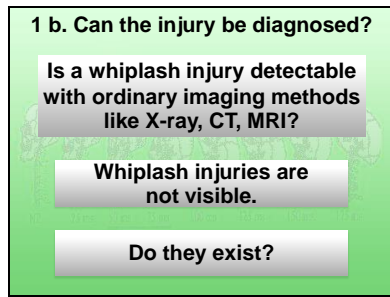 1 b. Can the injury be diagnosed?
Is a whiplash injury detectable
with ordinary imaging methods
like X-ray, CT, MRI?
Whiplash injuries are
not visible.
Do they exist?